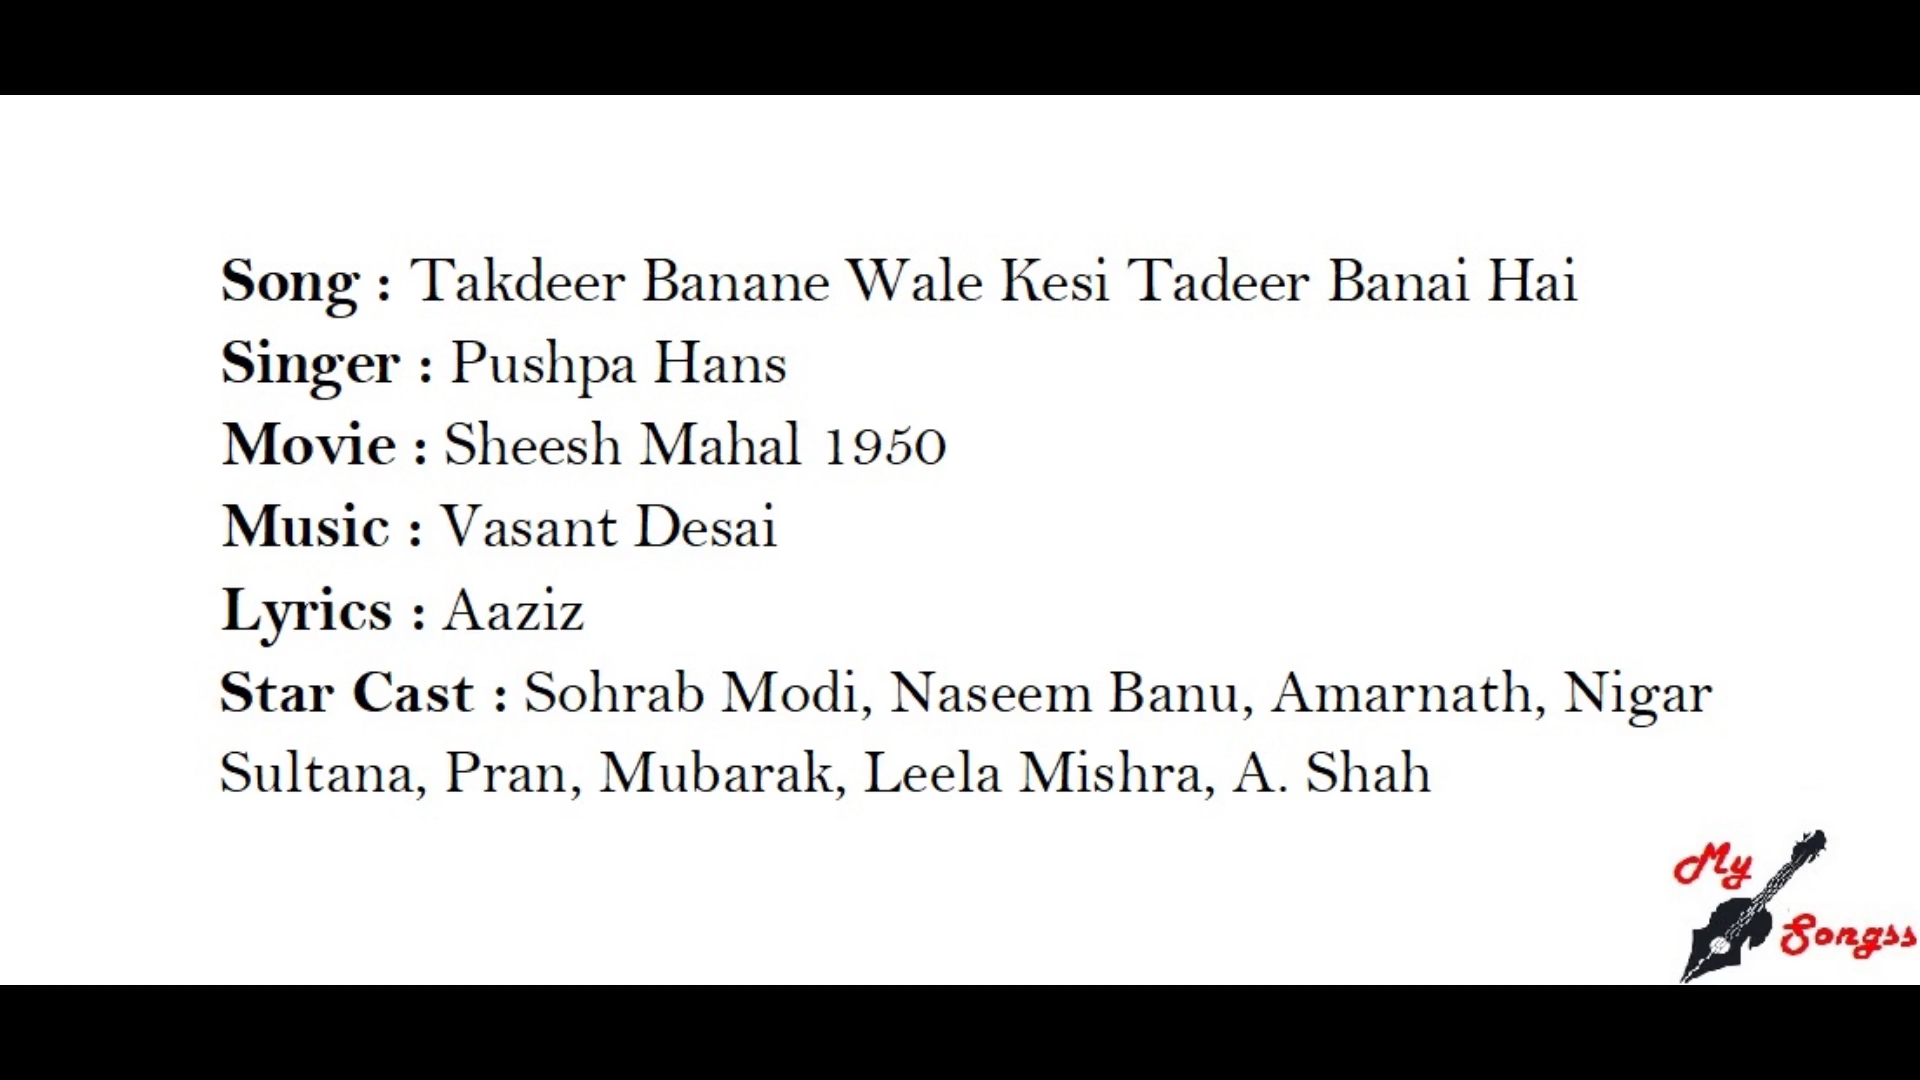 Song : Takdeer Banane Wale Kesi Tadeer Banai Hai
Singer : Pushpa Hans
Movie : Sheesh Mahal 1950
Music : Vasant Desai
Lyrics : Aaziz
Star Cast : Sohrab Modi, Naseem Banu, Amarnath, Nigar
Sultana, Pran, Mubarak, Leela Mishra, A. Shah
My
Songss